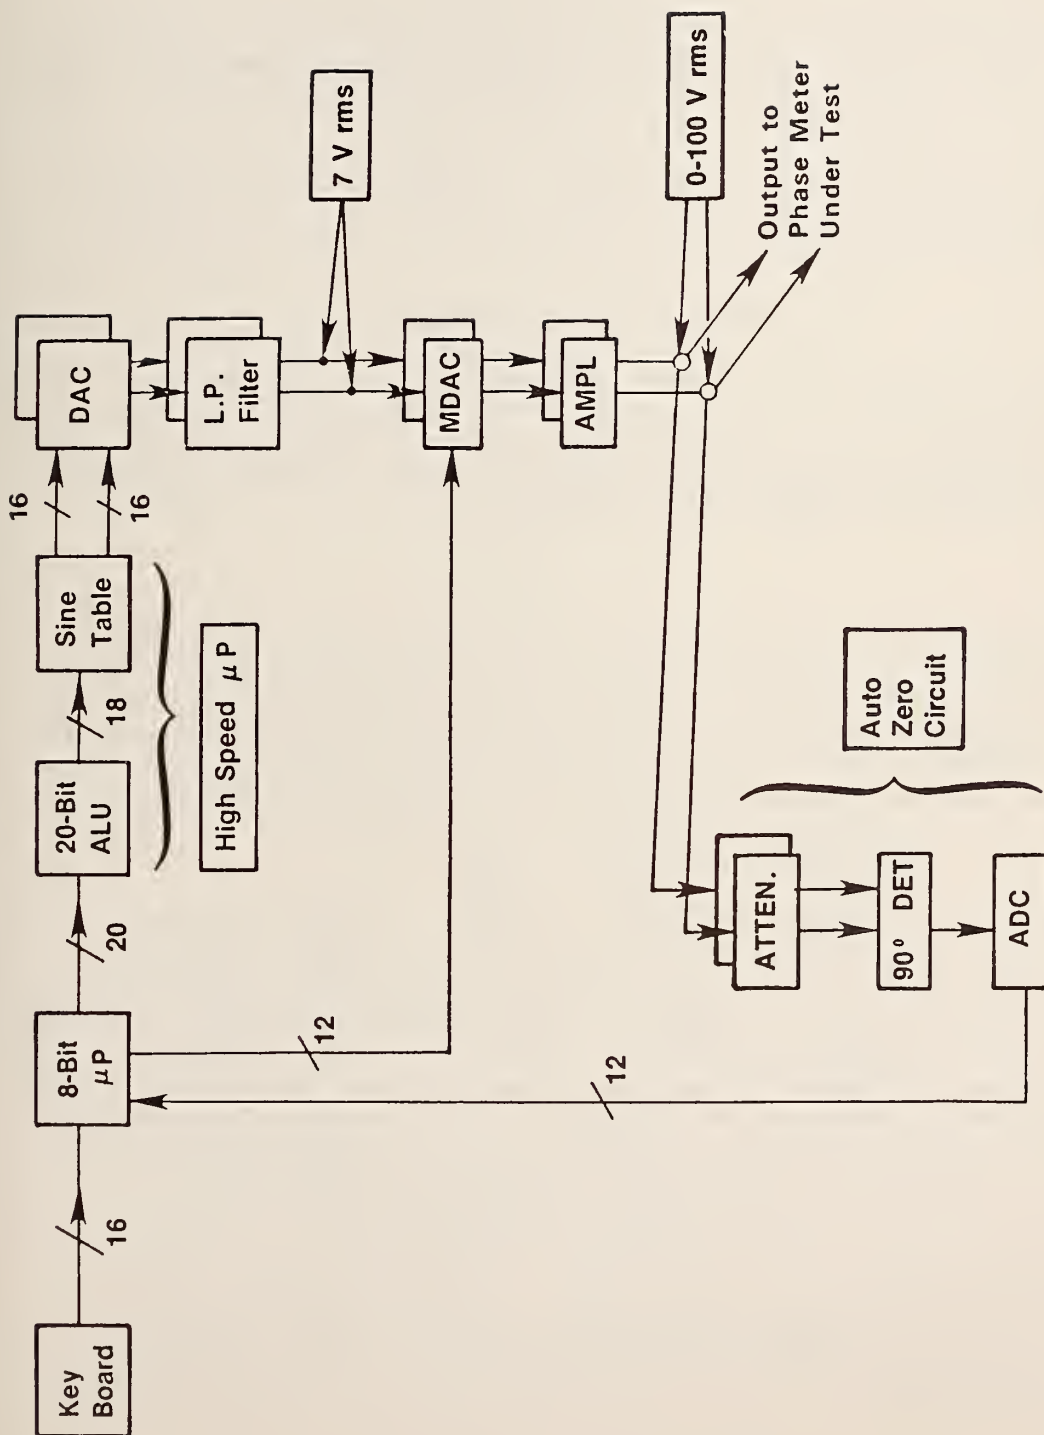 Key
Board
16
8-Bit
μP
20
20-Bit
ALU
18
Sine
Table
16
16
DAC
High Speed μP
L.P.
Filter
7 V rms
12
MDAC
AMPL
0-100 V rms
Output to
Phase Meter
Under Test
12
ATTEN.
Auto
Zero
Circuit
90° DET
ADC